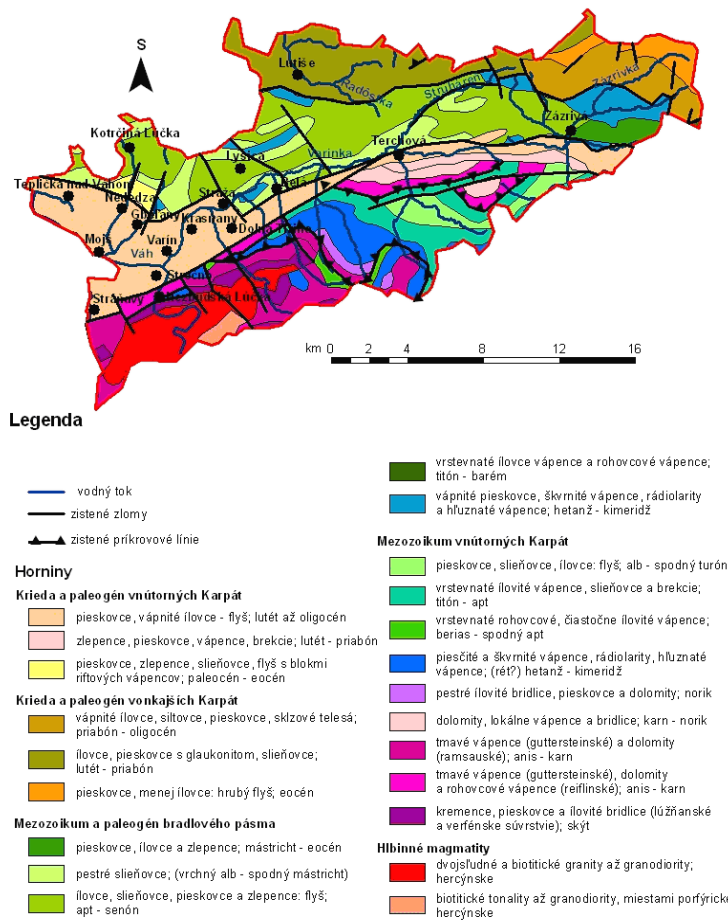 S
Lutiše
Radôstka
Struháreň
Zázrivka
Zázrivá
Kotrčiná Lúčka
Terchová
Lysica
Varínka
Teplička nad Váhom
Nededza
Stráža
Belá
Gbeľany
Krasňany
Dolná Tižina
Mojš
Varín
Váh
Strečno
Stráňavy
Nezbudská Lúčka
km 0 2 4 8 12 16
Legenda
vodný tok
zistené zlomy
zistené príkrovové línie
Horniny
Krieda a paleogén vnútorných Karpát
pieskovce, vápnité ílovce - flyš; lutét až oligocén
zlepence, pieskovce, vápence, brekcie; lutét - priabón
pieskovce, zlepence, slieňovce, flyš s blokmi
riftových vápencov; paleocén - eocén
Krieda a paleogén vonkajších Karpát
vápnité ílovce, siltovce, pieskovce, sklzové telesá;
priabón - oligocén
ílovce, pieskovce s glaukonitom, slieňovce;
lutét - priabón
pieskovce, menej ílovce: hrubý flyš; eocén
Mezozoikum a paleogén bradlového pásma
pieskovce, ílovce a zlepence; mástricht - eocén
pestré slieňovce; (vrchný alb - spodný mástricht)
ílovce, slieňovce, pieskovce a zlepence: flyš;
apt - senón
vrstevnaté ílovce vápence a rohovcové vápence;
titón - barém
vápnité pieskovce, škvrnité vápence, rádiolarity
a hľuznaté vápence; hetanž - kimeridž
Mezozoikum vnútorných Karpát
pieskovce, slieňovce, ílovce: flyš; alb - spodný turón
vrstevnaté ílovité vápence, slieňovce a brekcie;
titón - apt
vrstevnaté rohovcové, čiastočne ílovité vápence;
berias - spodný apt
piesčité a škvrnité vápence, rádiolarity, hľuznaté
vápence; (rét?) hetanž - kimeridž
pestré ílovité bridlice, pieskovce a dolomity; norik
dolomity, lokálne vápence a bridlice; karn - norik
tmavé vápence (guttersteinské) a dolomity
(ramsauské); anis - karn
tmavé vápence (guttersteinské), dolomity
a rohovcové vápence (reiflinské); anis - karn
kremence, pieskovce a ílovité bridlice (lúžňanské
a verfénske súvrstvie); skýt
Hlbinné magmatity
dvojsľudné a biotitické granity až granodiority;
hercýnske
biotitické tonality až granodiority, miestami porfýrické
hercýnske